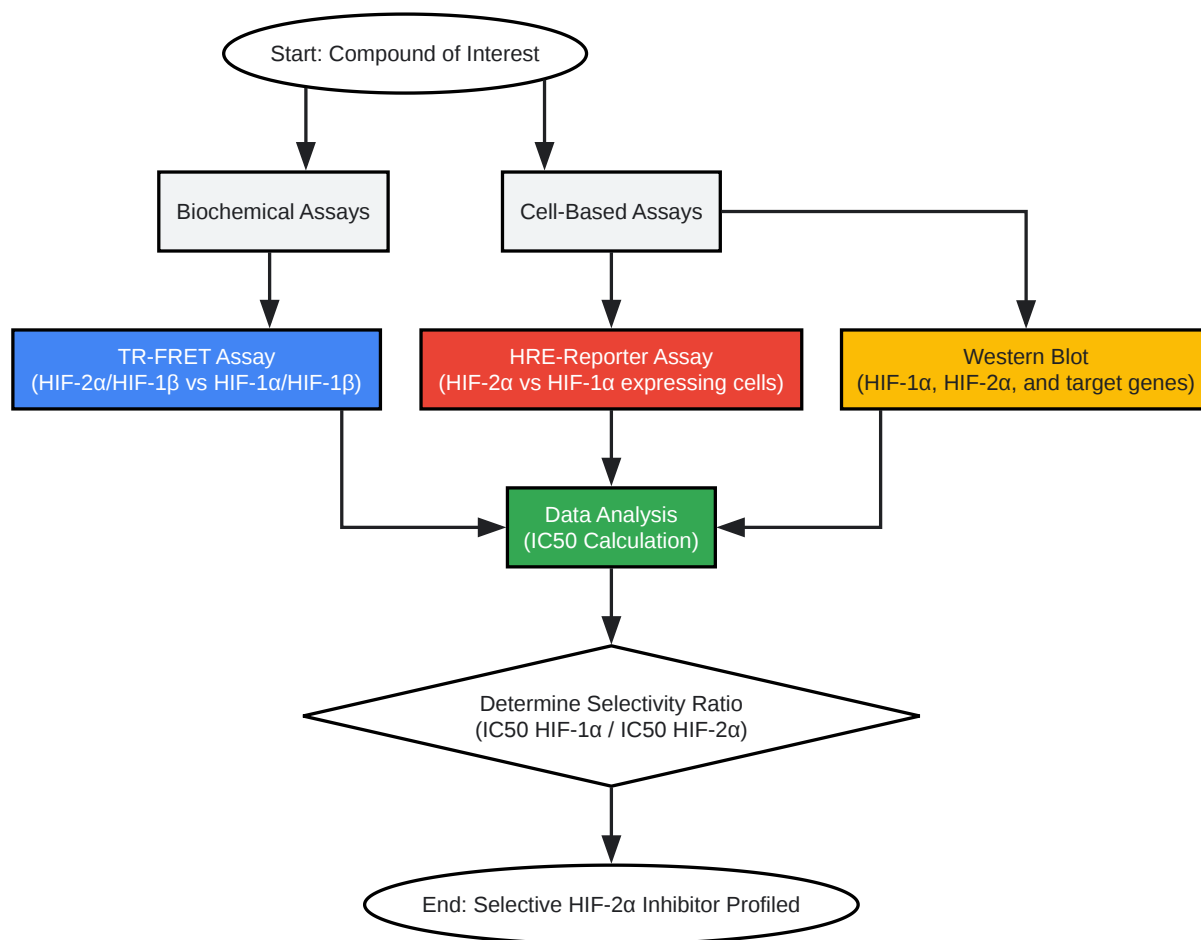 Start: Compound of Interest
Biochemical Assays
Cell-Based Assays
TR-FRET Assay
(HIF-2α/HIF-1β vs HIF-1α/HIF-1β)
HRE-Reporter Assay
(HIF-2α vs HIF-1α expressing cells)
Western Blot
(HIF-1α, HIF-2α, and target genes)
Data Analysis
(IC50 Calculation)
Determine Selectivity Ratio
(IC50 HIF-1α / IC50 HIF-2α)
End: Selective HIF-2α Inhibitor Profiled